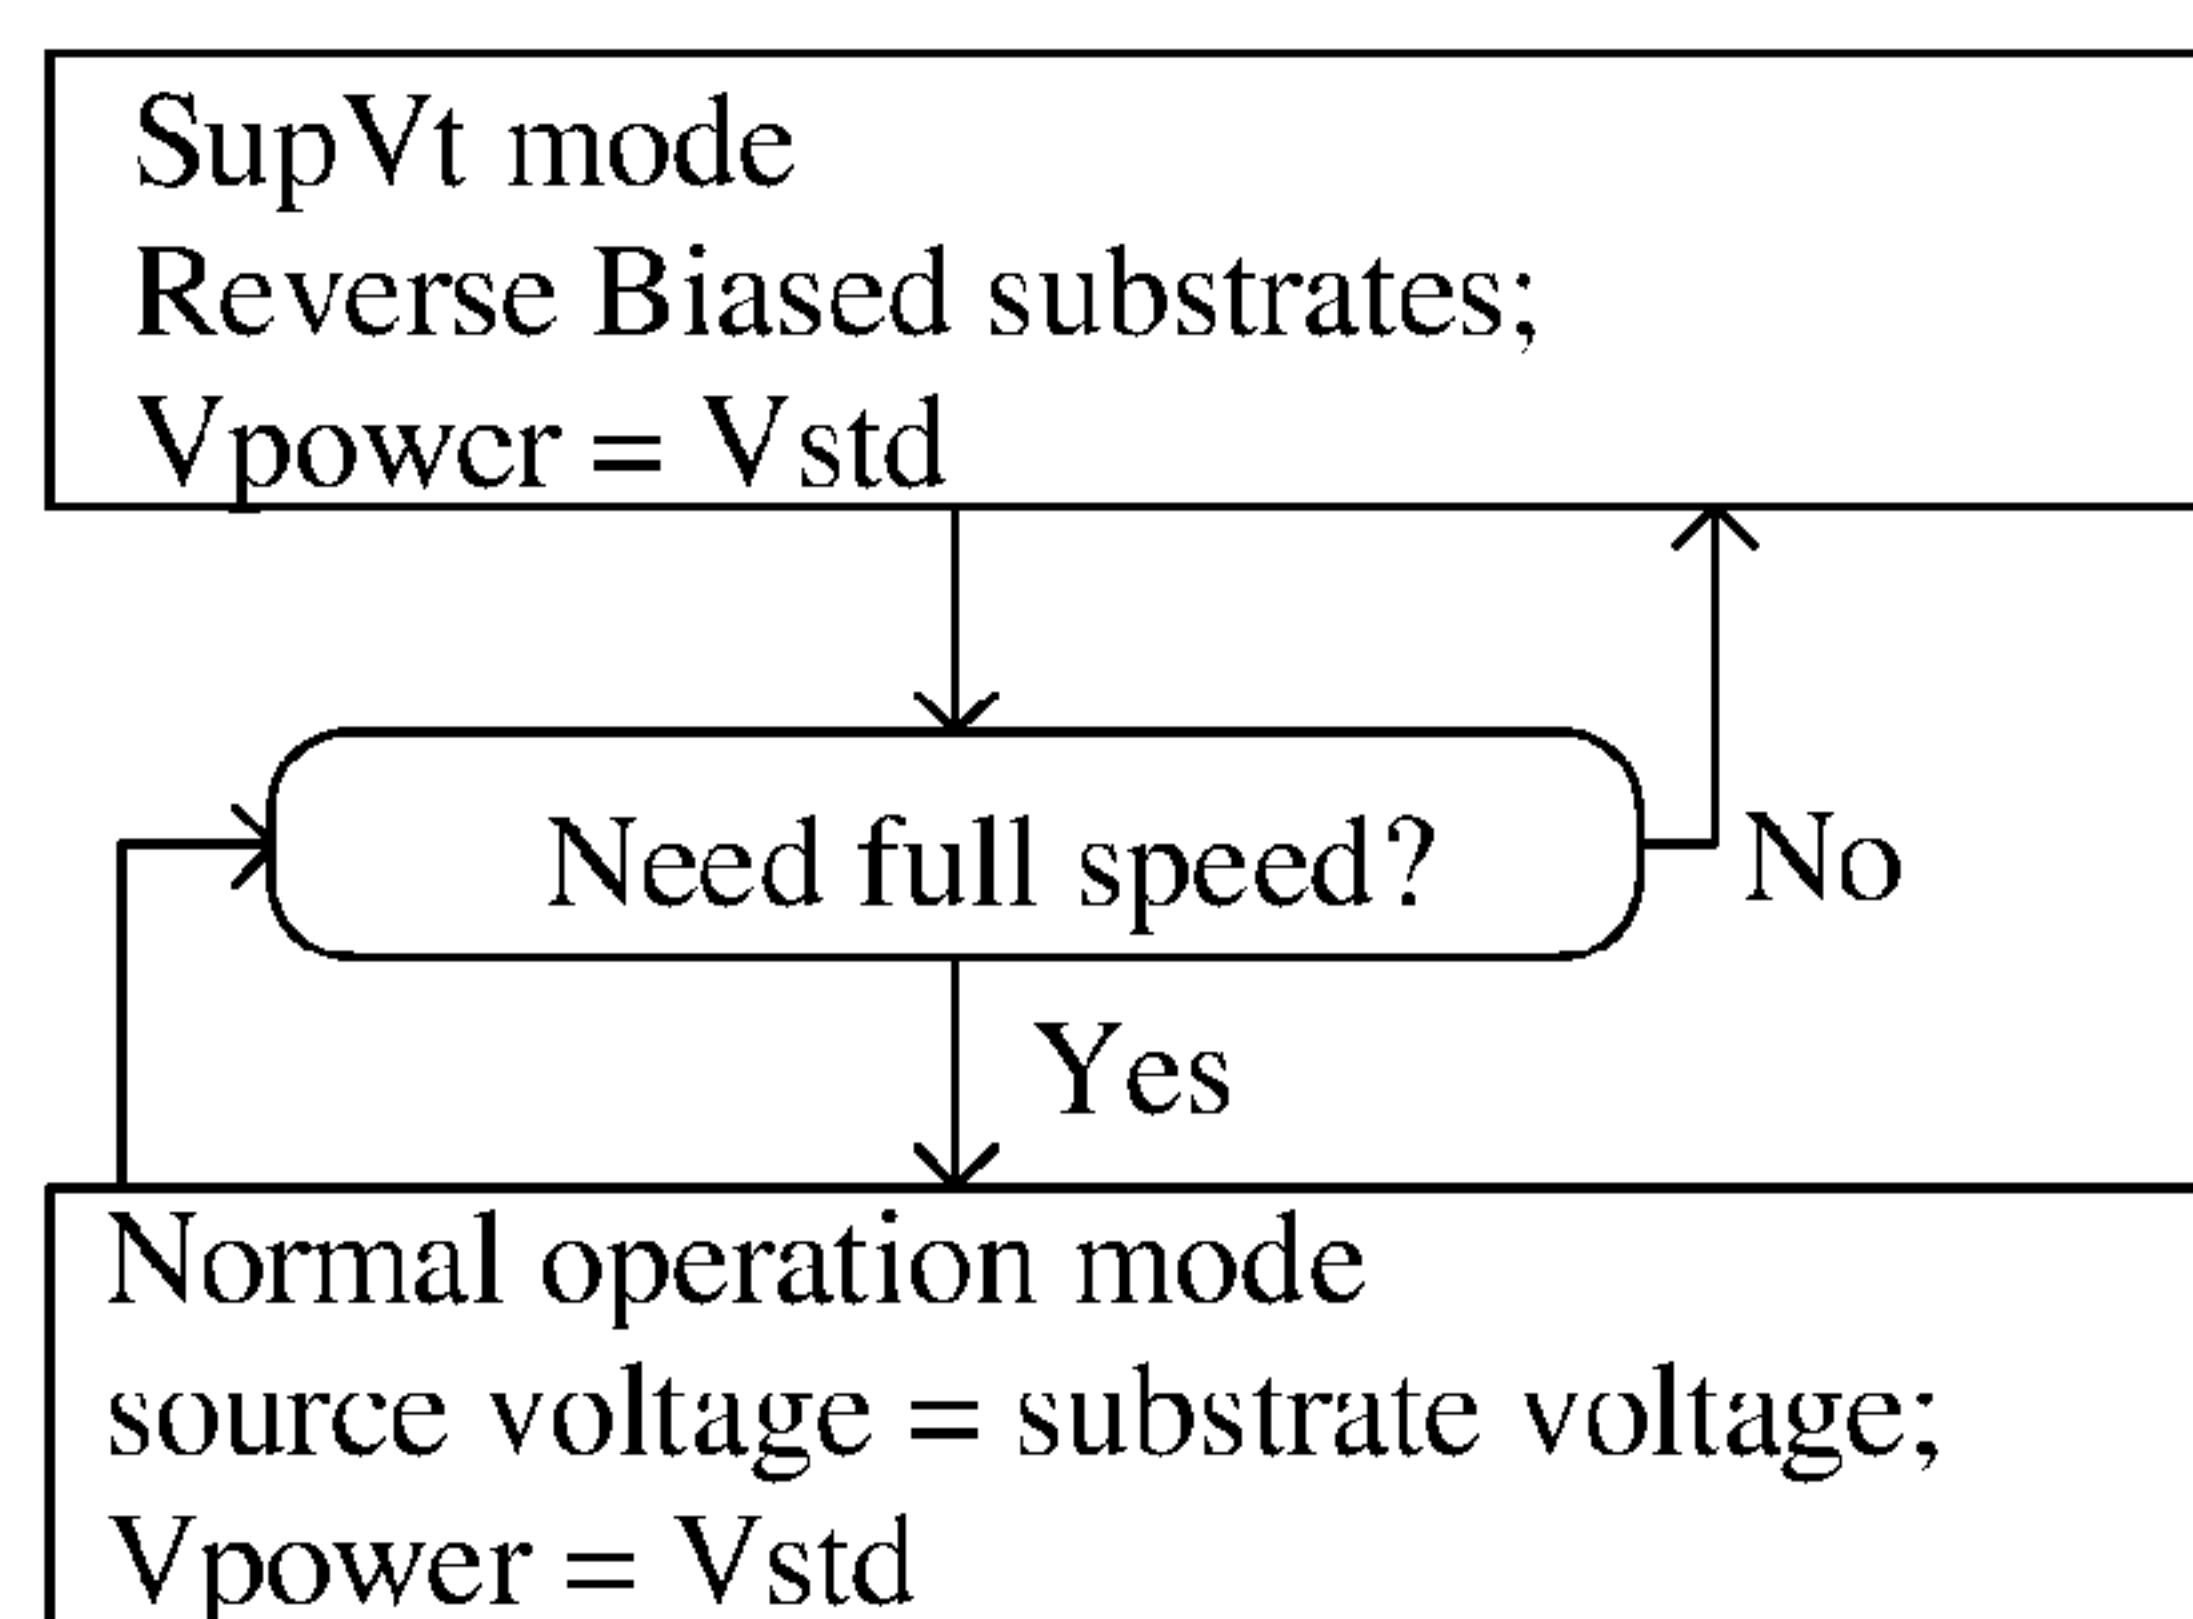 SupVt mode
Reverse Biased substrates;
Vpower = Vstd
Need full speed?
No
Yes
Normal operation mode
source voltage = substrate voltage;
Vpower = Vstd